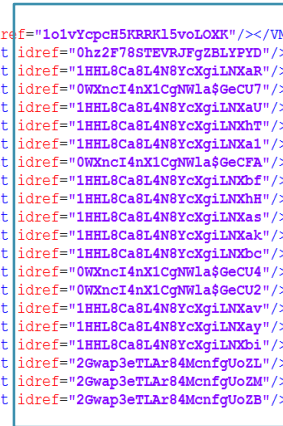 ref="1o1vYcpcH5KRRKl5voLOXK"/></VM
t idref="0hz2F78STEVRJFgZBLYPYD"/>
t idref="1HHL8Ca8L4N8YcXgiLNXaR"/>
t idref="0WXncI4nX1CgNWla$GeCU7"/>
t idref="1HHL8Ca8L4N8YcXgiLNXaU"/>
t idref="1HHL8Ca8L4N8YcXgiLNXhT"/>
t idref="1HHL8Ca8L4N8YcXgiLNXa1"/>
t idref="0WXncI4nX1CgNWla$GeCFA"/>
t idref="1HHL8Ca8L4N8YcXgiLNXbf"/>
t idref="1HHL8Ca8L4N8YcXgiLNXhH"/>
t idref="1HHL8Ca8L4N8YcXgiLNXas"/>
t idref="1HHL8Ca8L4N8YcXgiLNXak"/>
t idref="1HHL8Ca8L4N8YcXgiLNXbc"/>
t idref="0WXncI4nX1CgNWla$GeCU4"/>
t idref="0WXncI4nX1CgNWla$GeCU2"/>
t idref="1HHL8Ca8L4N8YcXgiLNXav"/>
t idref="1HHL8Ca8L4N8YcXgiLNXay"/>
t idref="1HHL8Ca8L4N8YcXgiLNXbi"/>
t idref="2Gwap3eTLAr84McnfgUoZL"/>
t idref="2Gwap3eTLAr84McnfgUoZM"/>
t idref="2Gwap3eTLAr84McnfgUoZB"/>